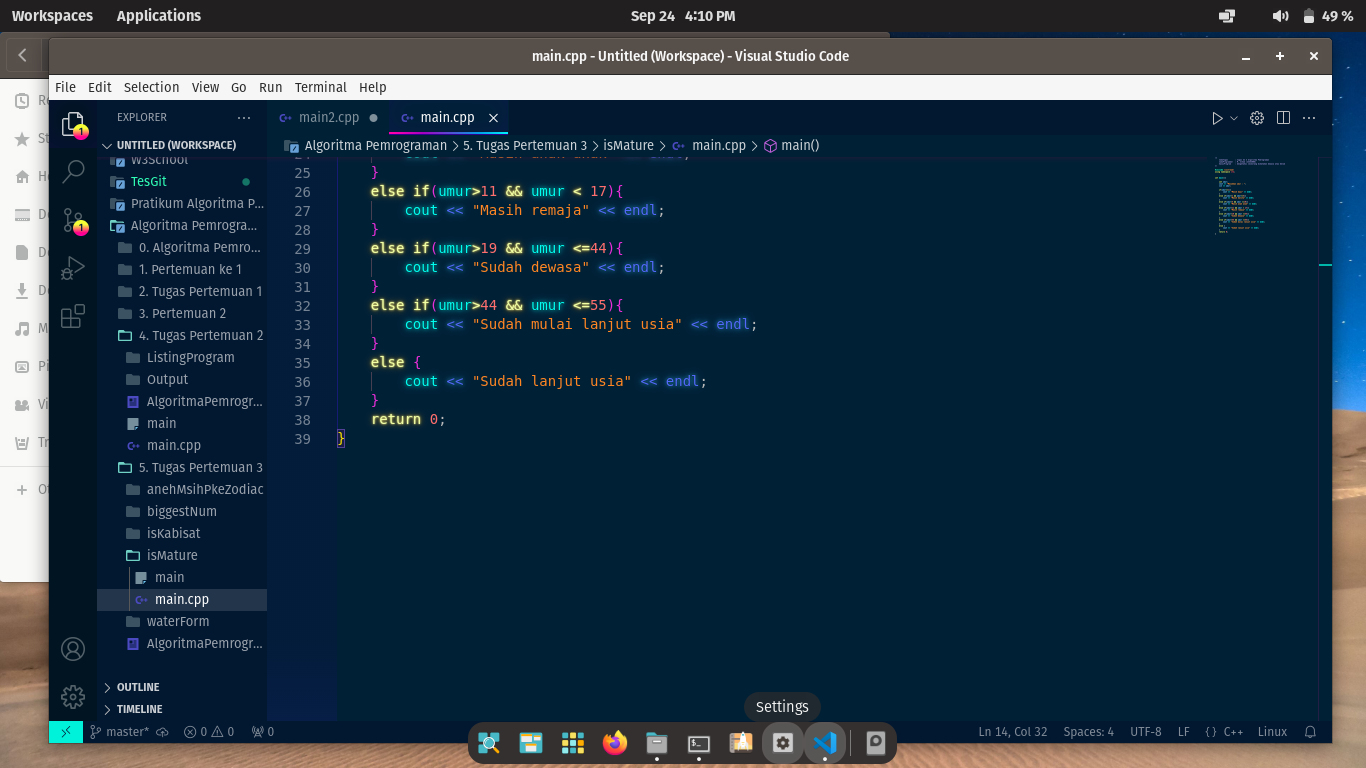 Workspaces Applications Sep 24 4:10 PM 49 %
main.cpp - Untitled (Workspace) - Visual Studio Code
File Edit Selection View Go Run Terminal Help
EXPLORER
main2.cpp main.cpp
UNTITLED (WORKSPACE)
Algoritma Pemrograman > 5. Tugas Pertemuan 3 > isMature > main.cpp > main()
W3School
TesGit
Pratikum Algoritma P...
Algoritma Pemrogra...
0. Algoritma Pemro...
1. Pertemuan ke 1
2. Tugas Pertemuan 1
3. Pertemuan 2
4. Tugas Pertemuan 2
ListingProgram
Output
AlgoritmaPemrogr...
main
main.cpp
5. Tugas Pertemuan 3
anehMsihPkeZodiac
biggestNum
isKabisat
isMature
main
main.cpp
waterForm
AlgoritmaPemrogr...
OUTLINE
TIMELINE
25 }
26 else if(umur>11 && umur < 17){
27 cout << "Masih remaja" << endl;
28 }
29 else if(umur>19 && umur <=44){
30 cout << "Sudah dewasa" << endl;
31 }
32 else if(umur>44 && umur <=55){
33 cout << "Sudah mulai lanjut usia" << endl;
34 }
35 else {
36 cout << "Sudah lanjut usia" << endl;
37 }
38 return 0;
39 }
1
1
Settings
master* 0 0 0 Ln 14, Col 32 Spaces: 4 UTF-8 LF { } C++ Linux